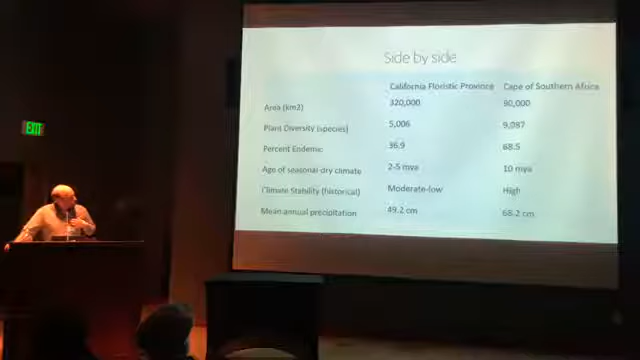 EXIT
Side by side
California Floristic Province Cape of Southern Africa
Area (km2) 320,000 90,000
Plant Diversity (species) 5,006 9,087
Percent Endemic 36.9 68.5
Age of seasonal-dry climate 2-5 mya 10 mya
Climate Stability (historical) Moderate-low High
Mean annual precipitation 49.2 cm 68.2 cm